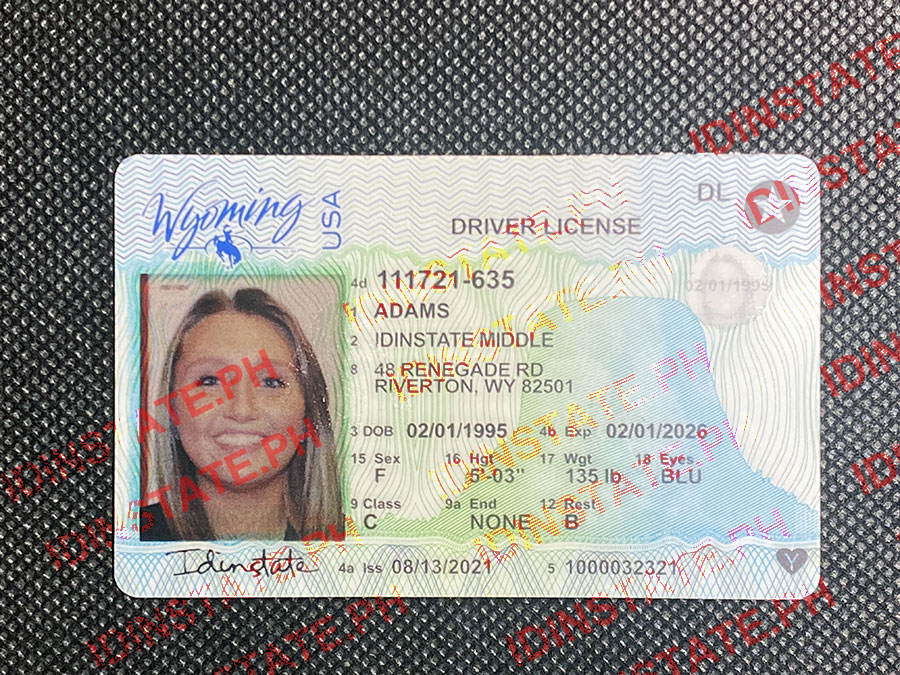 Wyoming
USA
DL
DRIVER LICENSE
4d 111721-635
02/01/1995
1 ADAMS
2 IDINSTATE MIDDLE
8 48 RENEGADE RD
RIVERTON, WY 82501
3 DOB 02/01/1995 4b Exp 02/01/2026
15 Sex 16 Hgt 17 Wgt 18 Eyes
F 5'-03" 135 lb BLU
9 Class 9a End 12 Rest
C NONE B
Idinstate 4a Iss 08/13/2021 5 1000032321
Y
IDINSTATE.PH
IDINSTATE.PH
IDINSTATE.PH
IDINSTATE.PH
IDINSTATE.PH
IDINSTATE.PH
IDINSTATE.PH
IDINSTATE.PH